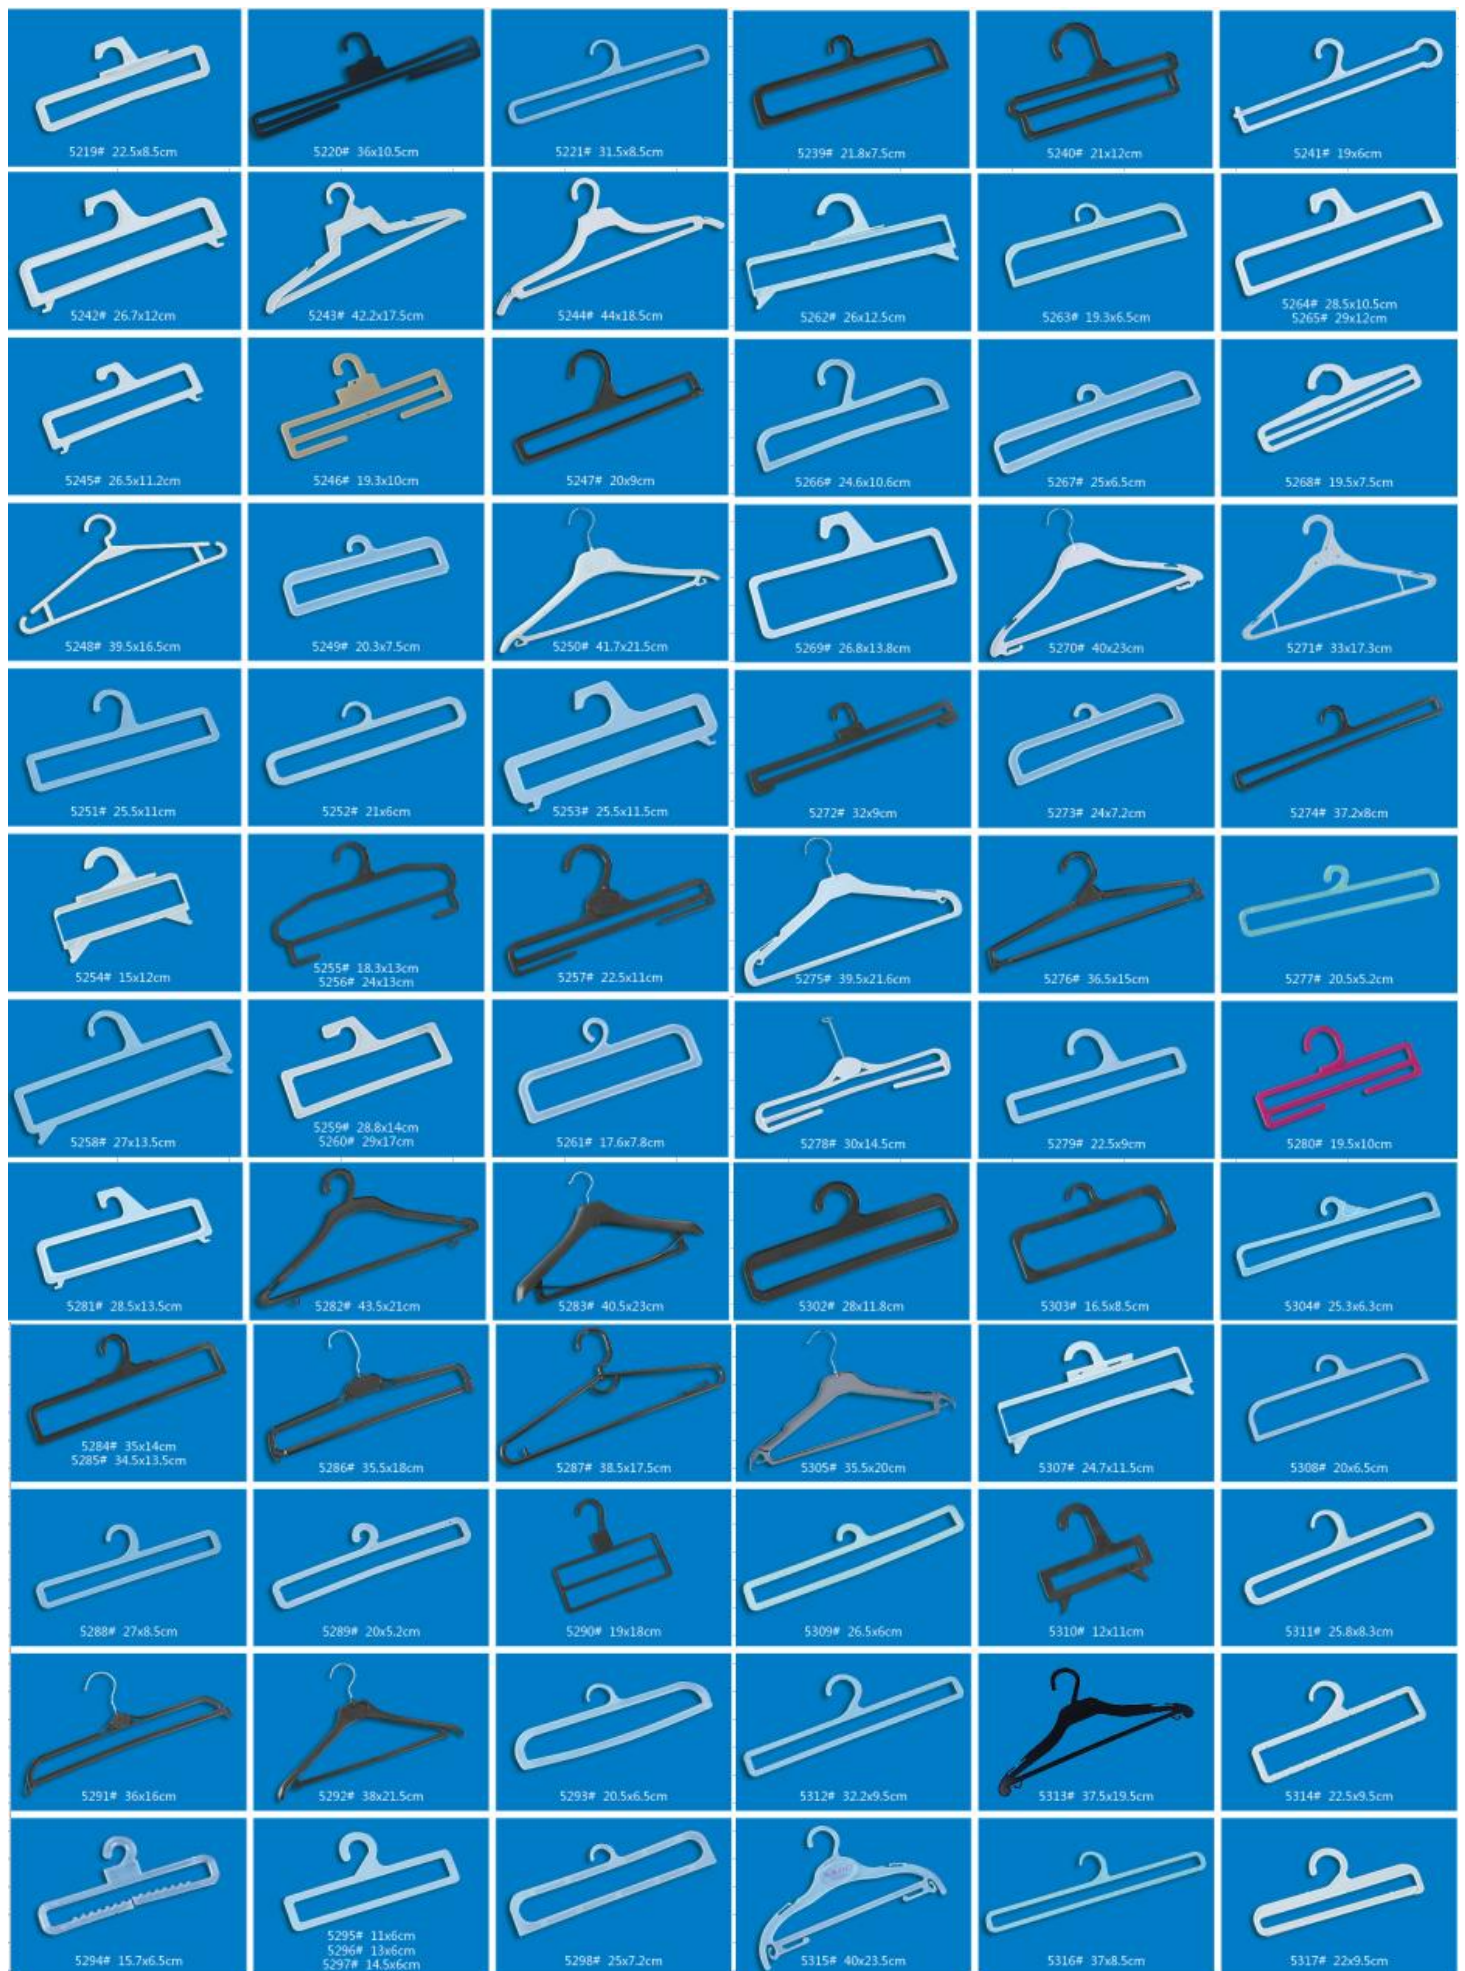 5219# 22.5x8.5cm
5220# 36x10.5cm
5221# 31.5x8.5cm
5239# 21.8x7.5cm
5240# 21x12cm
5241# 19x6cm
5242# 26.7x12cm
5243# 42.2x17.5cm
5244# 44x18.5cm
5262# 26x12.5cm
5263# 19.3x6.5cm
5264# 28.5x10.5cm
5265# 29x12cm
5245# 26.5x11.2cm
5246# 19.3x10cm
5247# 20x9cm
5266# 24.6x10.6cm
5267# 25x6.5cm
5268# 19.5x7.5cm
5248# 39.5x16.5cm
5249# 20.3x7.5cm
5250# 41.7x21.5cm
5269# 26.8x13.8cm
5270# 40x23cm
5271# 33x17.3cm
5251# 25.5x11cm
5252# 21x6cm
5253# 25.5x11.5cm
5272# 32x9cm
5273# 24x7.2cm
5274# 37.2x8cm
5254# 15x12cm
5255# 18.3x13cm
5256# 24x13cm
5257# 22.5x11cm
5275# 39.5x21.6cm
5276# 36.5x15cm
5277# 20.5x5.2cm
5258# 27x13.5cm
5259# 28.8x14cm
5260# 29x17cm
5261# 17.6x7.8cm
5278# 30x14.5cm
5279# 22.5x9cm
5280# 19.5x10cm
5281# 28.5x13.5cm
5282# 43.5x21cm
5283# 40.5x23cm
5302# 28x11.8cm
5303# 16.5x8.5cm
5304# 25.3x6.3cm
5284# 35x14cm
5285# 34.5x13.5cm
5286# 35.5x18cm
5287# 38.5x17.5cm
5305# 35.5x20cm
5307# 24.7x11.5cm
5308# 20x6.5cm
5288# 27x8.5cm
5289# 20x5.2cm
5290# 19x18cm
5309# 26.5x6cm
5310# 12x11cm
5311# 25.8x8.3cm
5291# 36x16cm
5292# 38x21.5cm
5293# 20.5x6.5cm
5312# 32.2x9.5cm
5313# 37.5x19.5cm
5314# 22.5x9.5cm
5294# 15.7x6.5cm
5295# 11x6cm
5296# 13x6cm
5297# 14.5x6cm
5298# 25x7.2cm
5315# 40x23.5cm
5316# 37x8.5cm
5317# 22x9.5cm